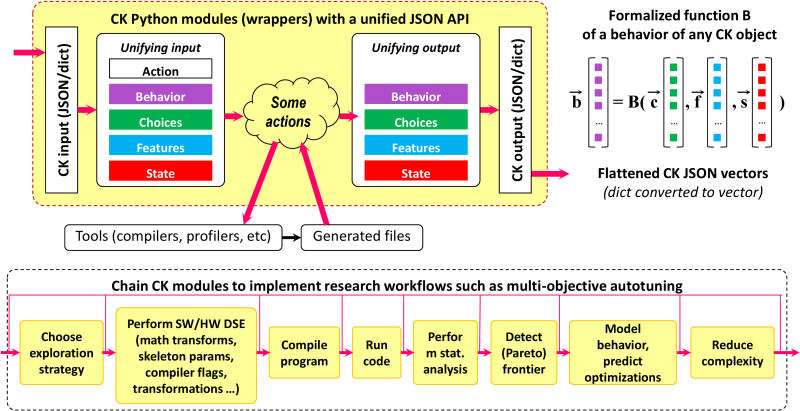 CK Python modules (wrappers) with a unified JSON API
CK input (JSON/dict)
Unifying input
Action
Behavior
Choices
Features
State
Some
actions
Unifying output
Behavior
Choices
Features
State
CK output (JSON/dict)
Tools (compilers, profilers, etc)
Generated files
Formalized function B
of a behavior of any CK object
b = B( c , f , s )
... ... ... ...
Flattened CK JSON vectors
(dict converted to vector)
Chain CK modules to implement research workflows such as multi-objective autotuning
Choose
exploration
strategy
Perform SW/HW DSE
(math transforms,
skeleton params,
compiler flags,
transformations ...)
Compile
program
Run
code
Perfor
m stat.
analysis
Detect
(Pareto)
frontier
Model
behavior,
predict
optimizations
Reduce
complexity